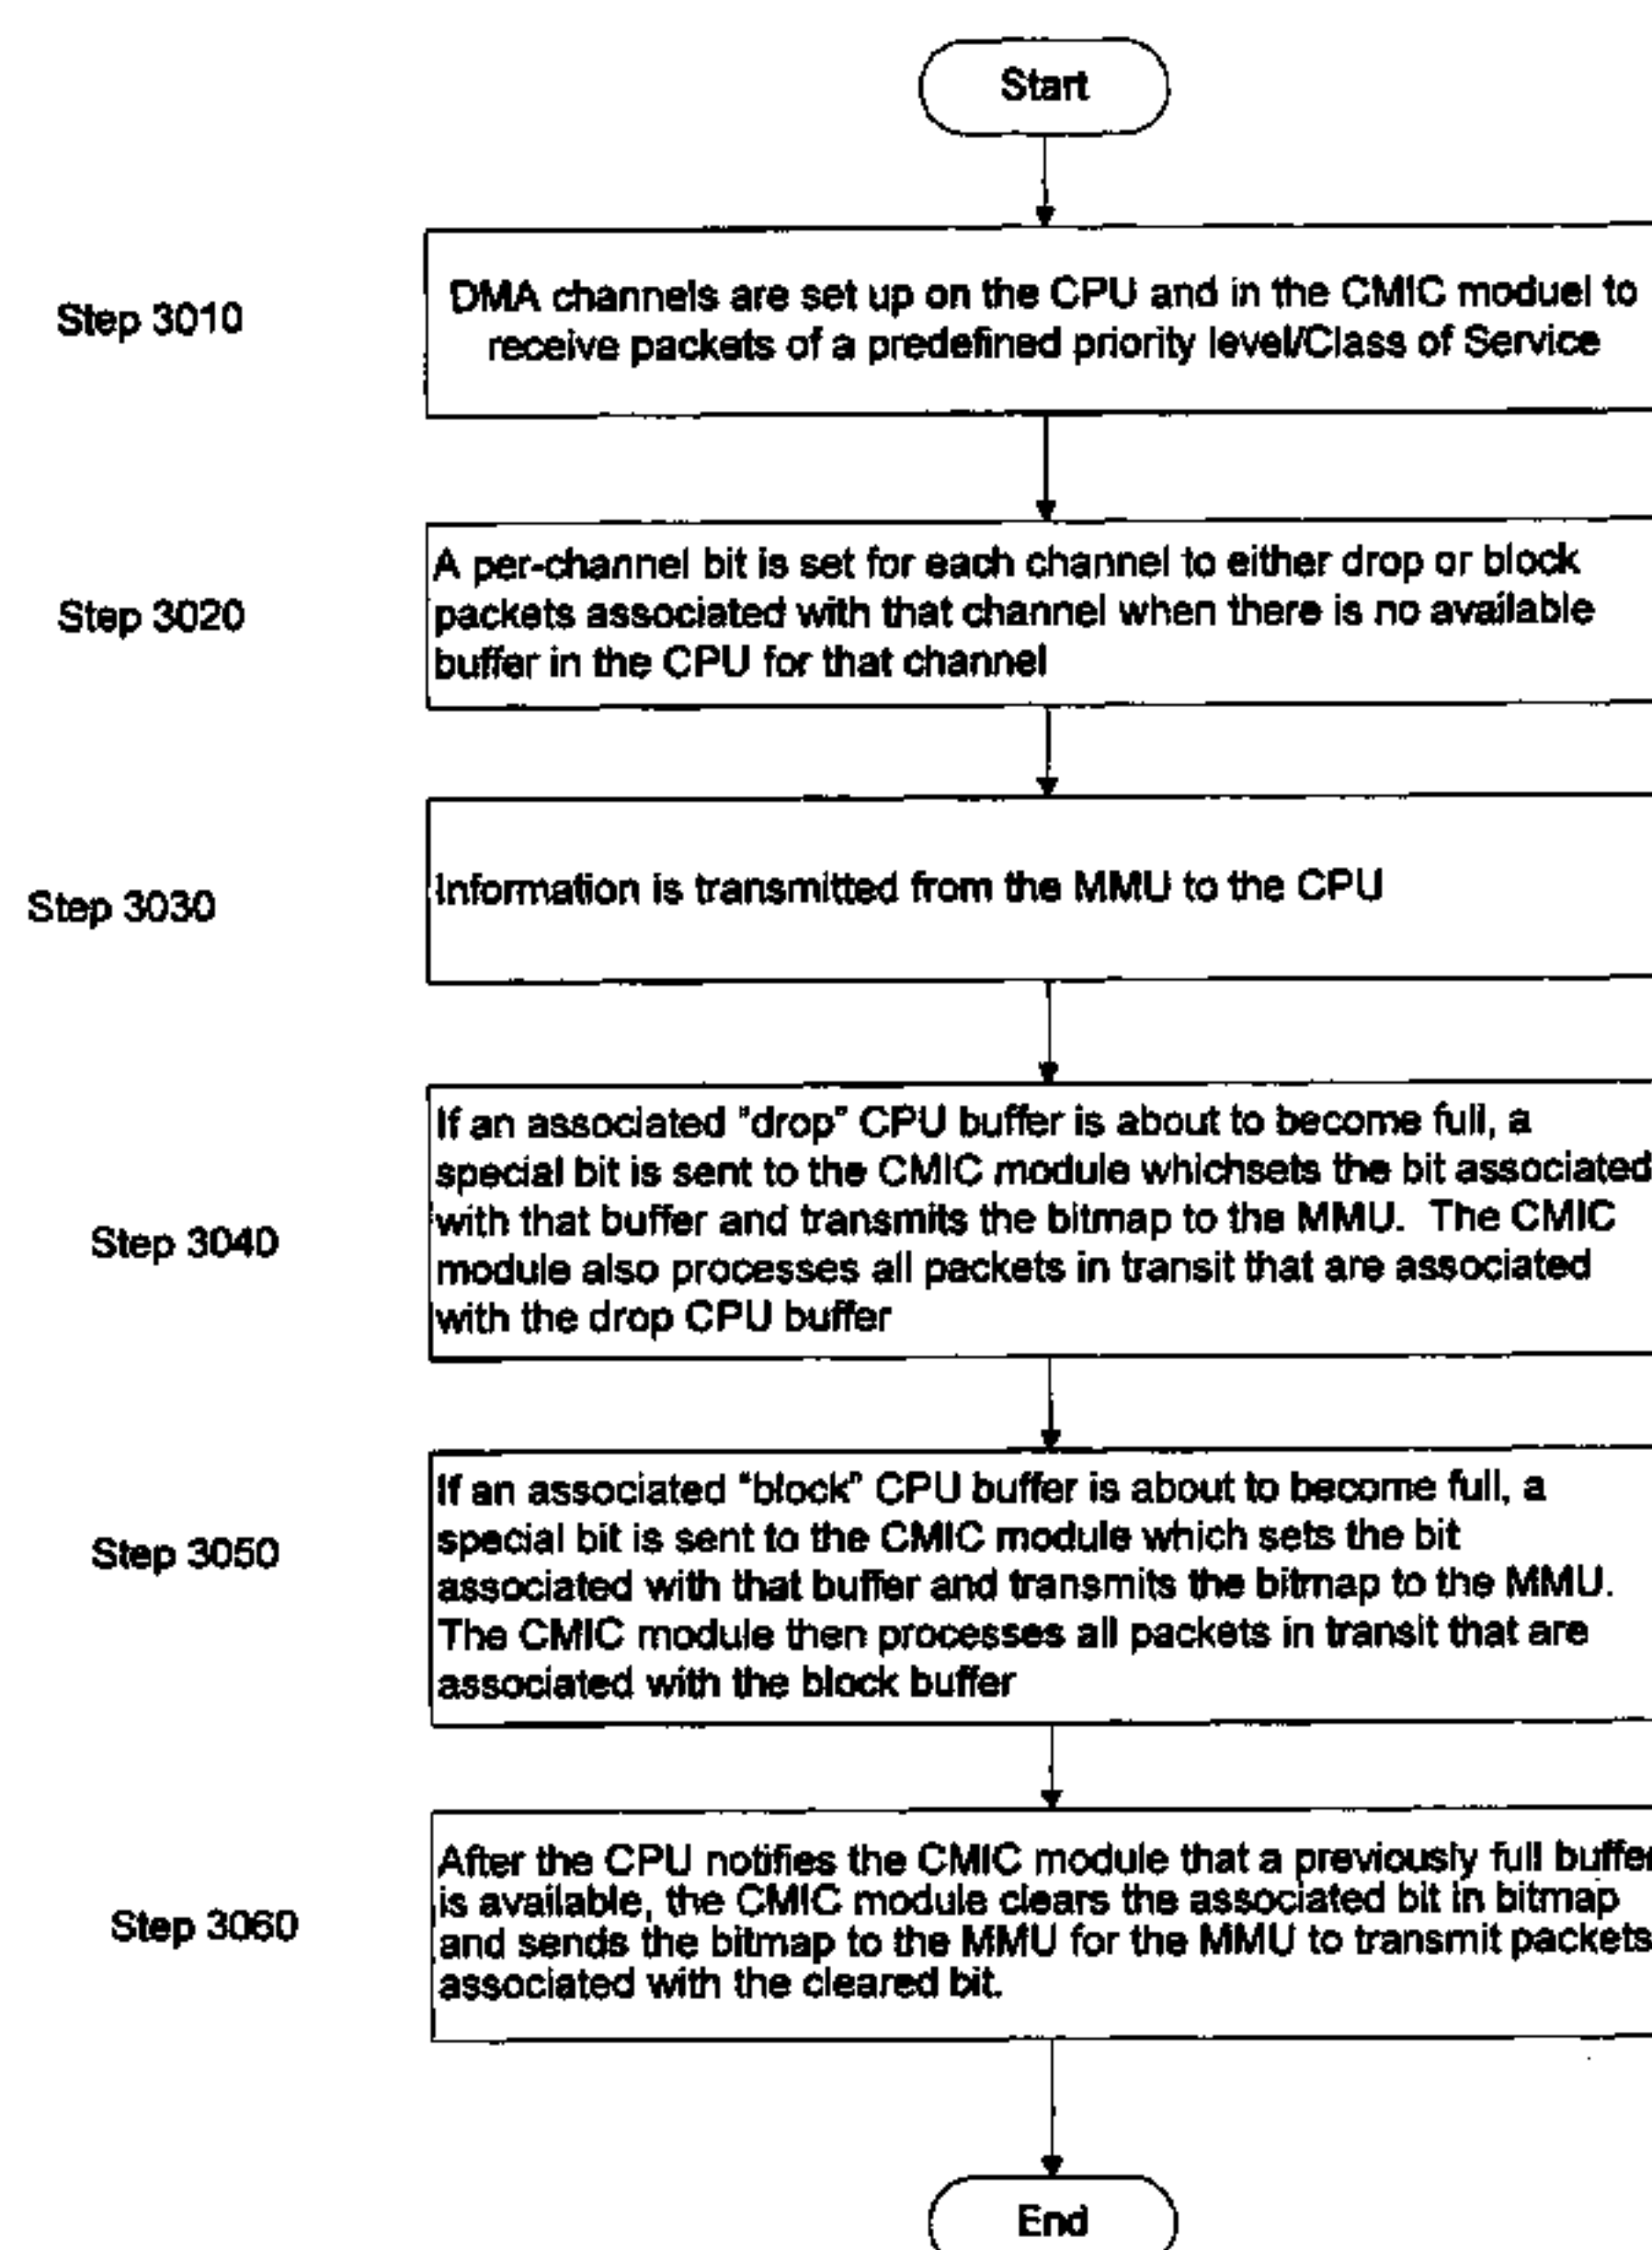 Start
Step 3010
DMA channels are set up on the CPU and in the CMIC moduel to
receive packets of a predefined priority level/Class of Service
Step 3020
A per-channel bit is set for each channel to either drop or block
packets associated with that channel when there is no available
buffer in the CPU for that channel
Step 3030
Information is transmitted from the MMU to the CPU
Step 3040
If an associated "drop" CPU buffer is about to become full, a
special bit is sent to the CMIC module whichsets the bit associated
with that buffer and transmits the bitmap to the MMU. The CMIC
module also processes all packets in transit that are associated
with the drop CPU buffer
Step 3050
If an associated "block" CPU buffer is about to become full, a
special bit is sent to the CMIC module which sets the bit
associated with that buffer and transmits the bitmap to the MMU.
The CMIC module then processes all packets in transit that are
associated with the block buffer
Step 3060
After the CPU notifies the CMIC module that a previously full buffer
is available, the CMIC module clears the associated bit in bitmap
and sends the bitmap to the MMU for the MMU to transmit packets
associated with the cleared bit.
End